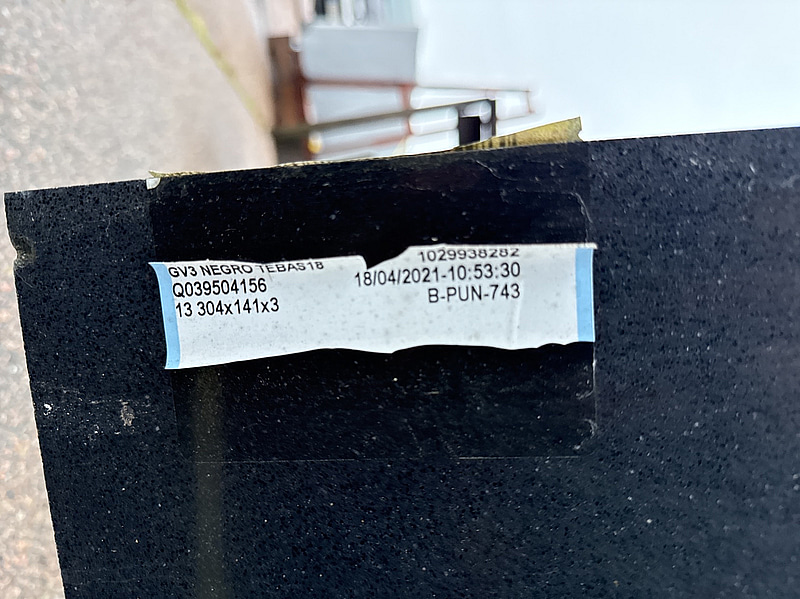 GV3 NEGRO TEBAS18 1029938282
Q039504156 18/04/2021-10:53:30
13 304x141x3 B-PUN-743